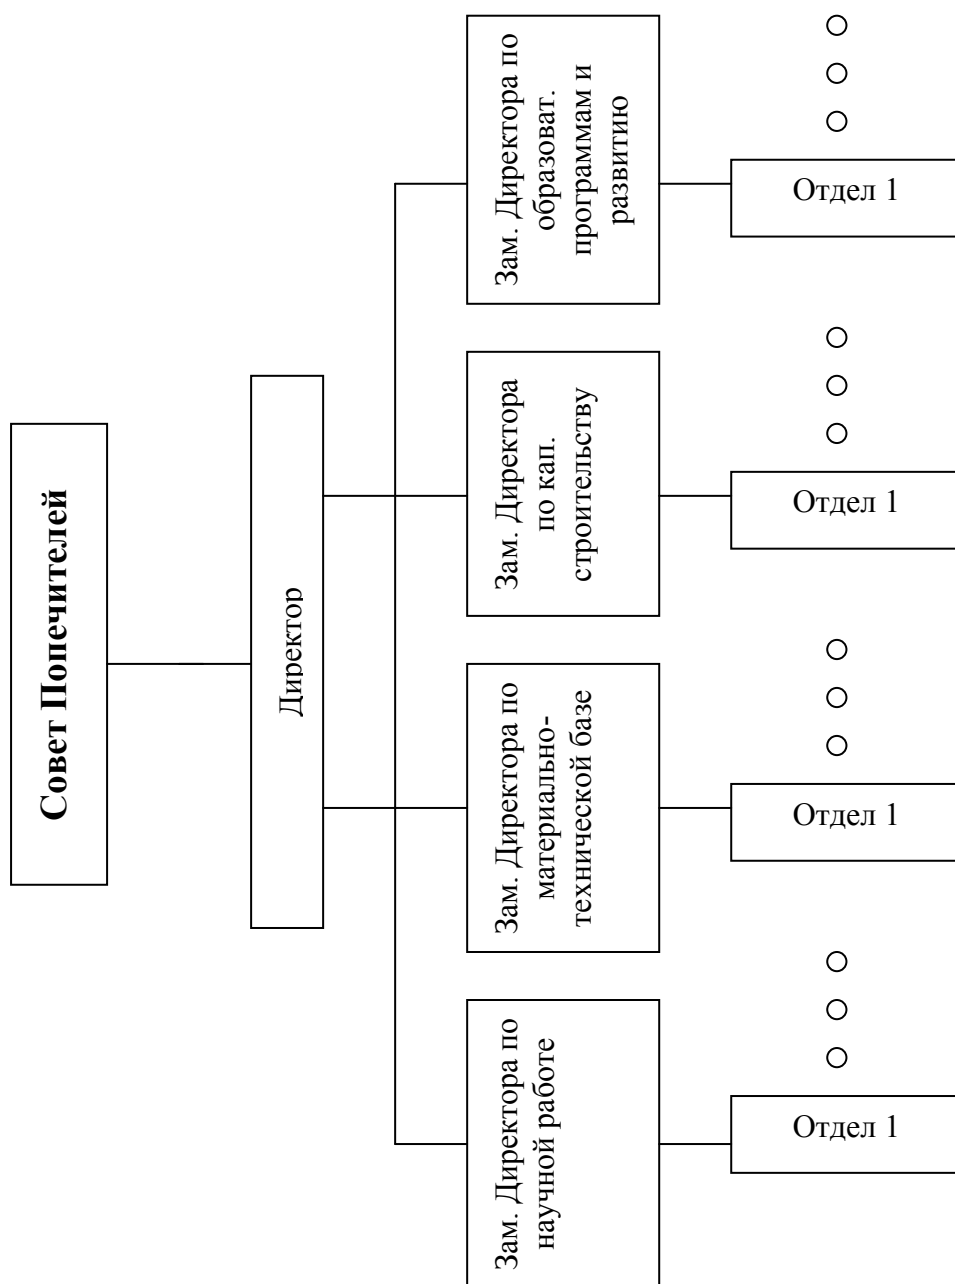 Совет Попечителей
Директор
Зам. Директора по
научной работе
Зам. Директора по
материально-
технической базе
Зам. Директора
по кап.
строительству
Зам. Директора по
образоват.
программам и
развитию
Отдел 1
Отдел 1
Отдел 1
Отдел 1